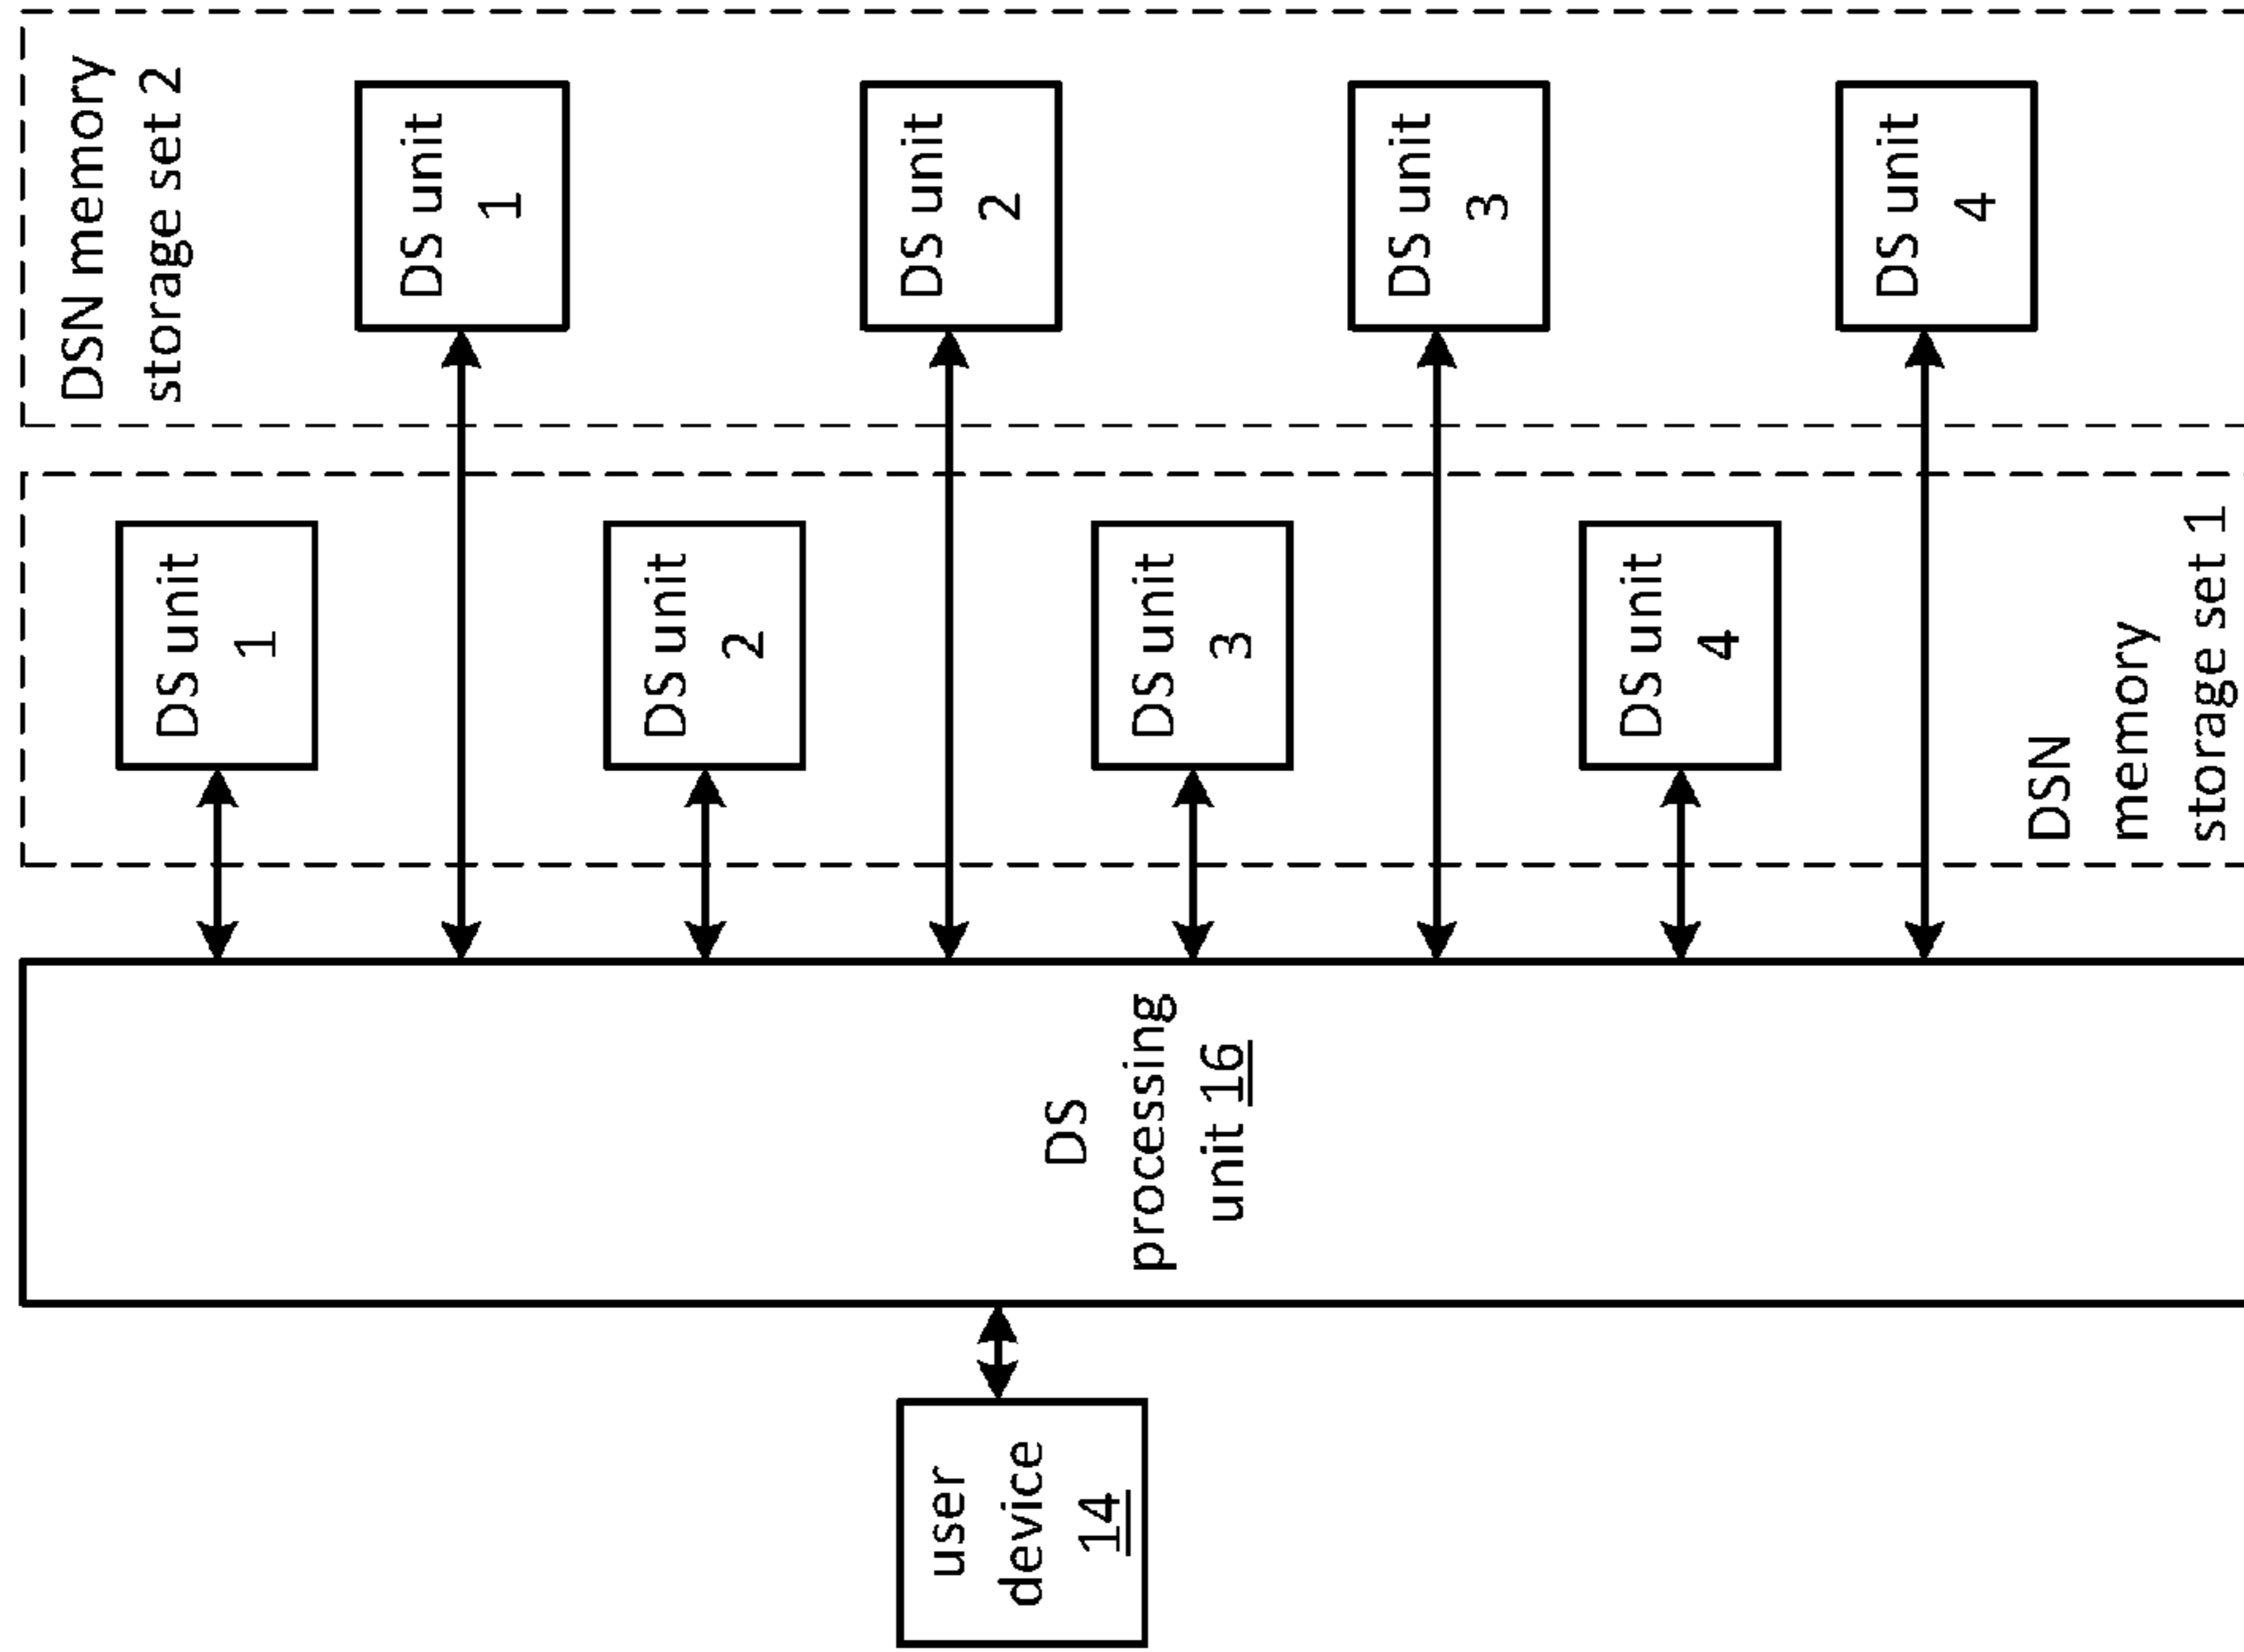 DSN memory
storage set 2
DS unit
1
DS unit
2
DS unit
3
DS unit
4
DS unit
1
DS unit
2
DS unit
3
DS unit
4
DSN
memory
storage set 1
DS
processing
unit 16
user
device
14